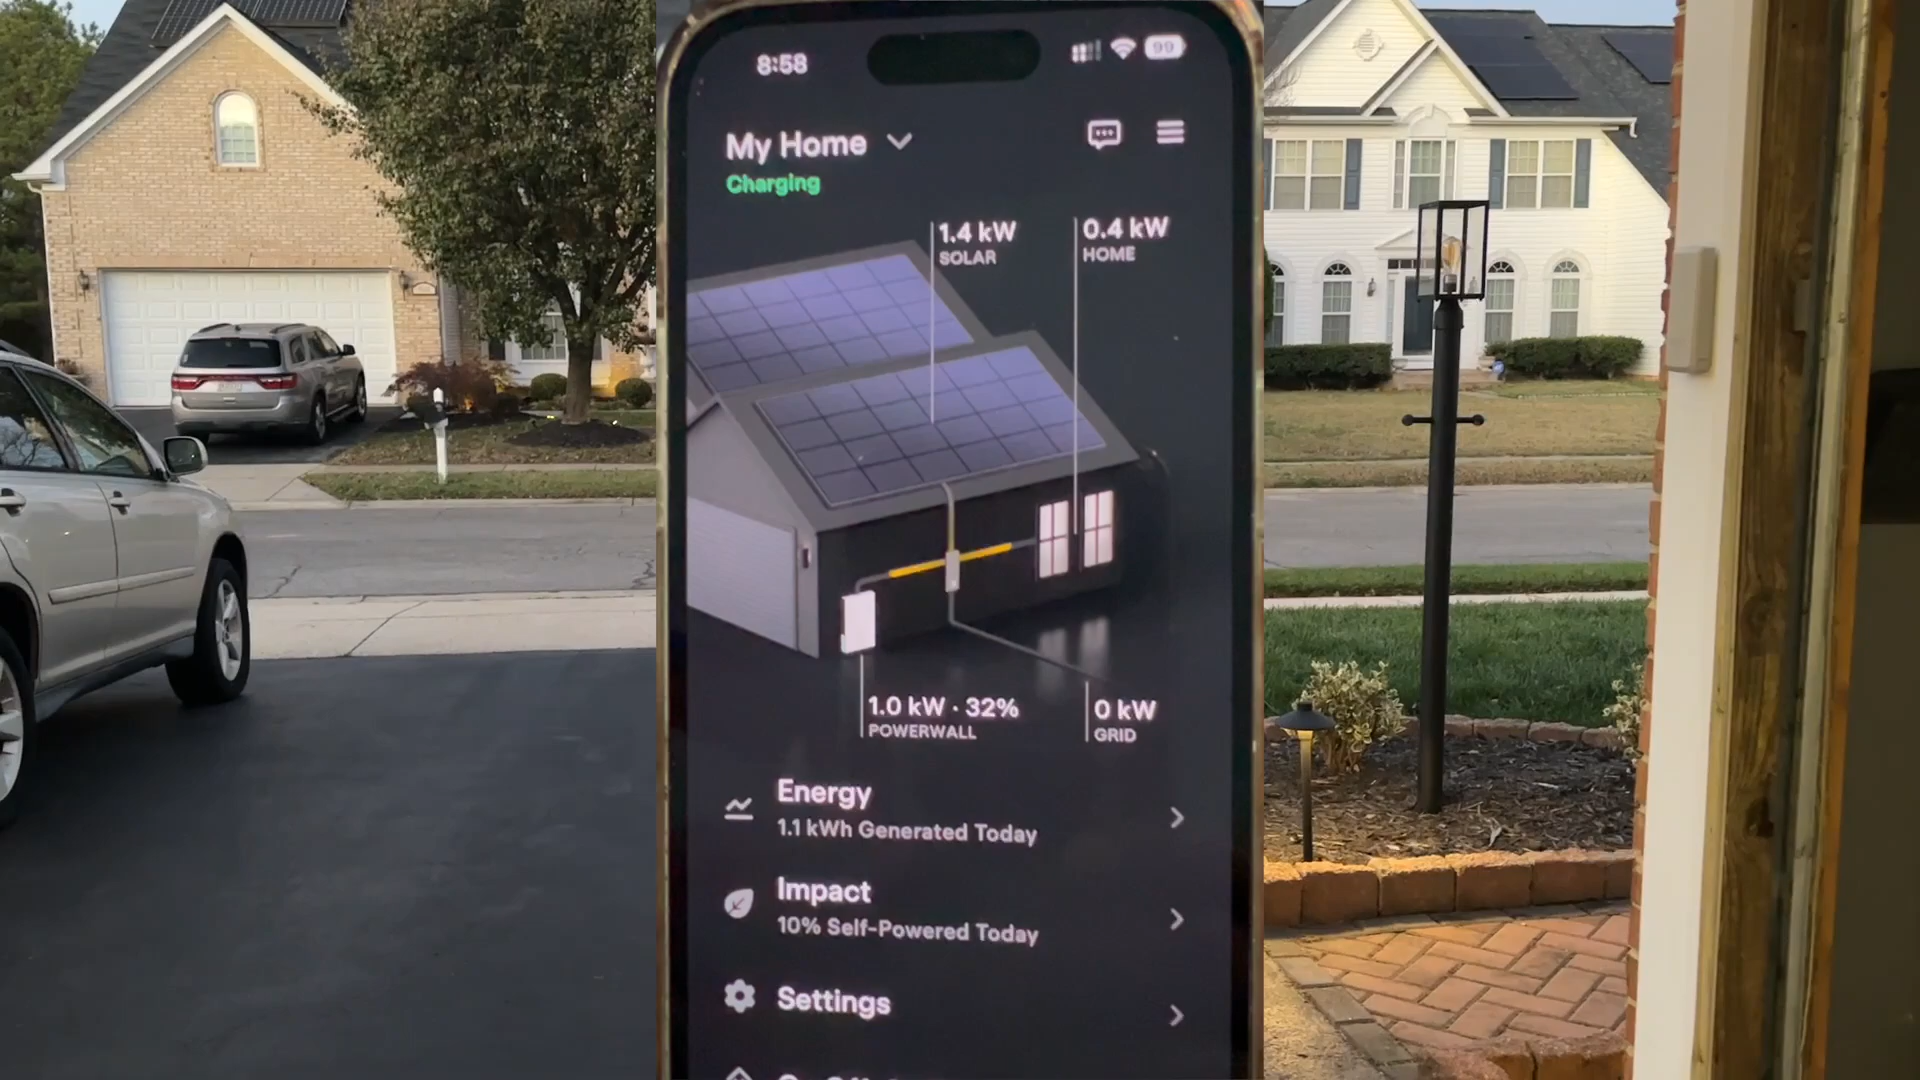 8:58
99
My Home
Charging
1.4 kW
SOLAR
0.4 kW
HOME
1.0 kW · 32%
POWERWALL
0 kW
GRID
Energy
1.1 kWh Generated Today
Impact
10% Self-Powered Today
Settings